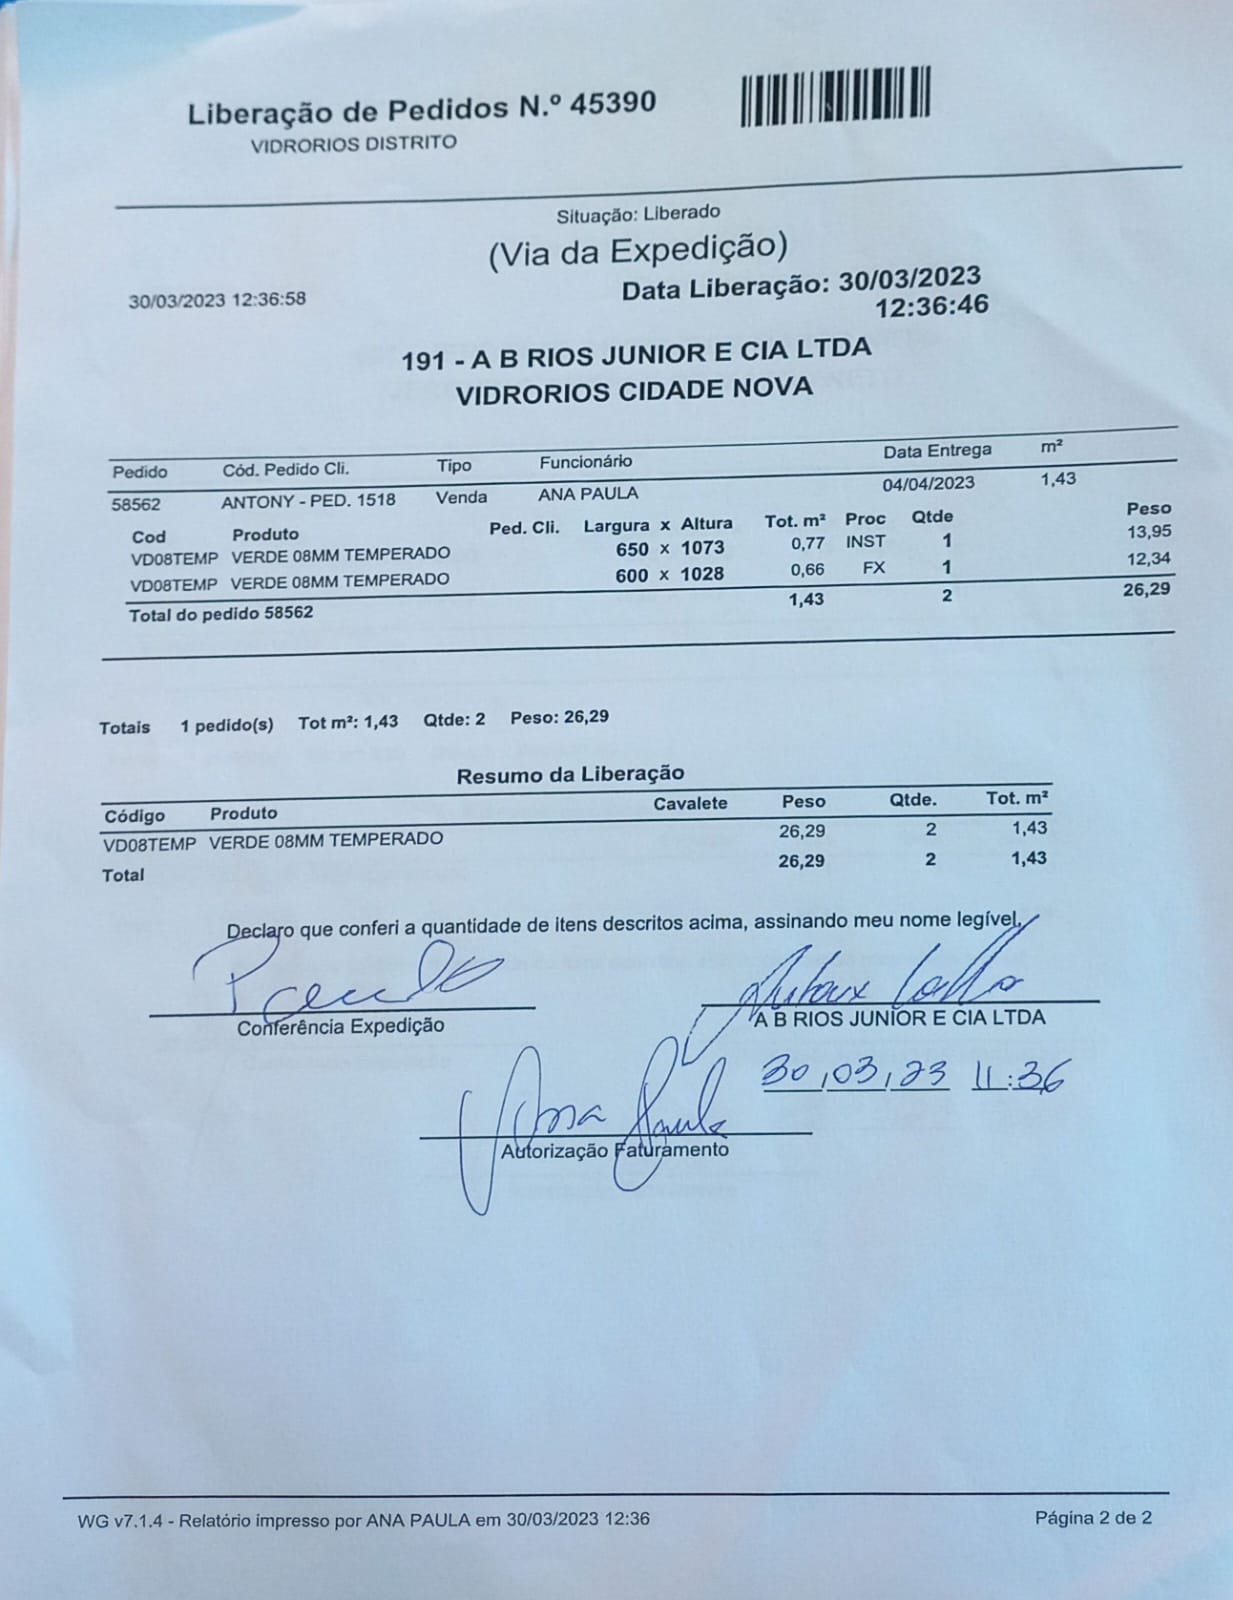 Liberação de Pedidos N.º 45390
VIDRORIOS DISTRITO
Situação: Liberado
(Via da Expedição)
30/03/2023 12:36:58
Data Liberação: 30/03/2023
12:36:46
191 - A B RIOS JUNIOR E CIA LTDA
VIDRORIOS CIDADE NOVA
Pedido Cód. Pedido Cli. Tipo Funcionário Data Entrega m²
58562 ANTONY - PED. 1518 Venda ANA PAULA 04/04/2023 1,43
Cod Produto Ped. Cli. Largura x Altura Tot. m² Proc Qtde Peso
VD08TEMP VERDE 08MM TEMPERADO 650 x 1073 0,77 INST 1 13,95
VD08TEMP VERDE 08MM TEMPERADO 600 x 1028 0,66 FX 1 12,34
Total do pedido 58562 1,43 2 26,29
Totais 1 pedido(s) Tot m²: 1,43 Qtde: 2 Peso: 26,29
Resumo da Liberação
Código Produto Cavalete Peso Qtde. Tot. m²
VD08TEMP VERDE 08MM TEMPERADO 26,29 2 1,43
Total 26,29 2 1,43
Declaro que conferi a quantidade de itens descritos acima, assinando meu nome legível,
Conferência Expedição
A B RIOS JUNIOR E CIA LTDA
30/03/23 11:36
Ana Paula
Autorização Faturamento
WG v7.1.4 - Relatório impresso por ANA PAULA em 30/03/2023 12:36
Página 2 de 2